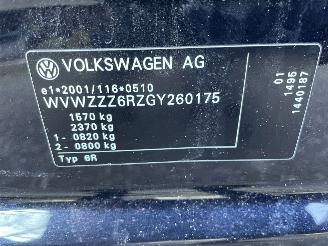 VOLKSWAGEN AG
e1*2001/116*0510
WVWZZZ6RZGY260175
1570 kg
2370 kg
1 - 0820 kg
2 - 0800 kg
Typ 6R
01
1495
1440187